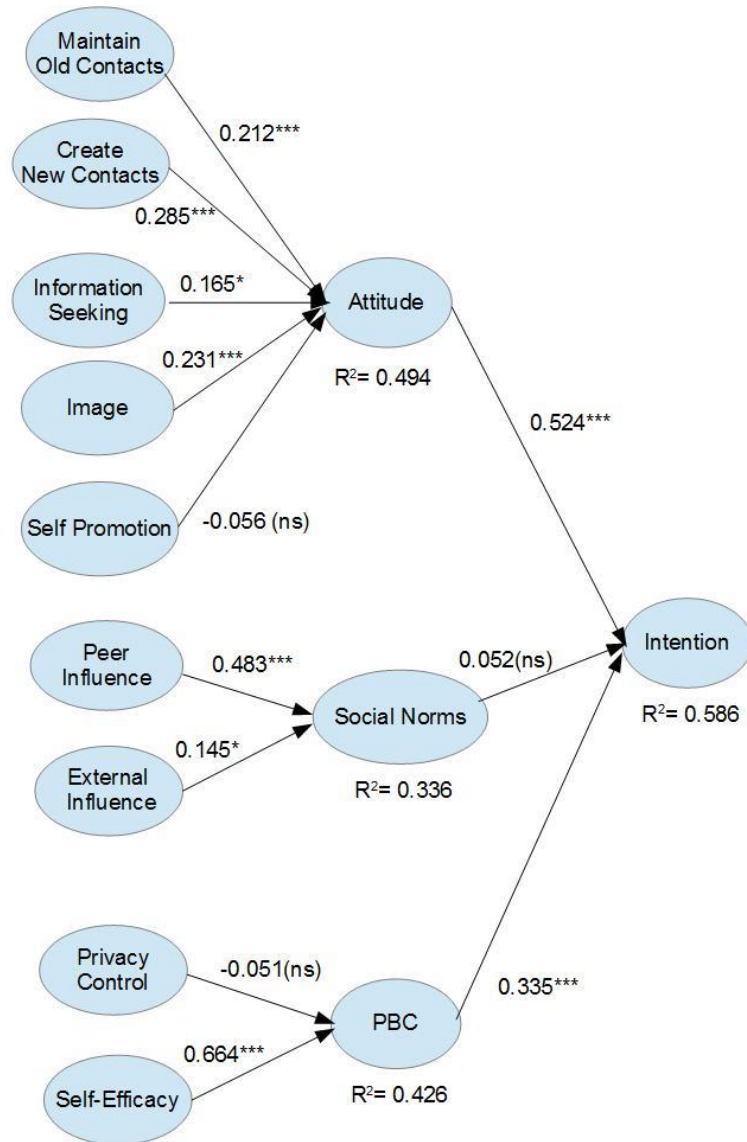 Maintain
Old Contacts
0.212***
Create
New Contacts
0.285***
Information
Seeking
0.165*
Attitude
R²= 0.494
0.231***
Image
0.524***
Self Promotion
-0.056 (ns)
Peer
Influence
0.483***
0.052(ns)
Intention
R²= 0.586
Social Norms
R²= 0.336
0.145*
External
Influence
Privacy
Control
-0.051(ns)
0.335***
PBC
R²= 0.426
0.664***
Self-Efficacy